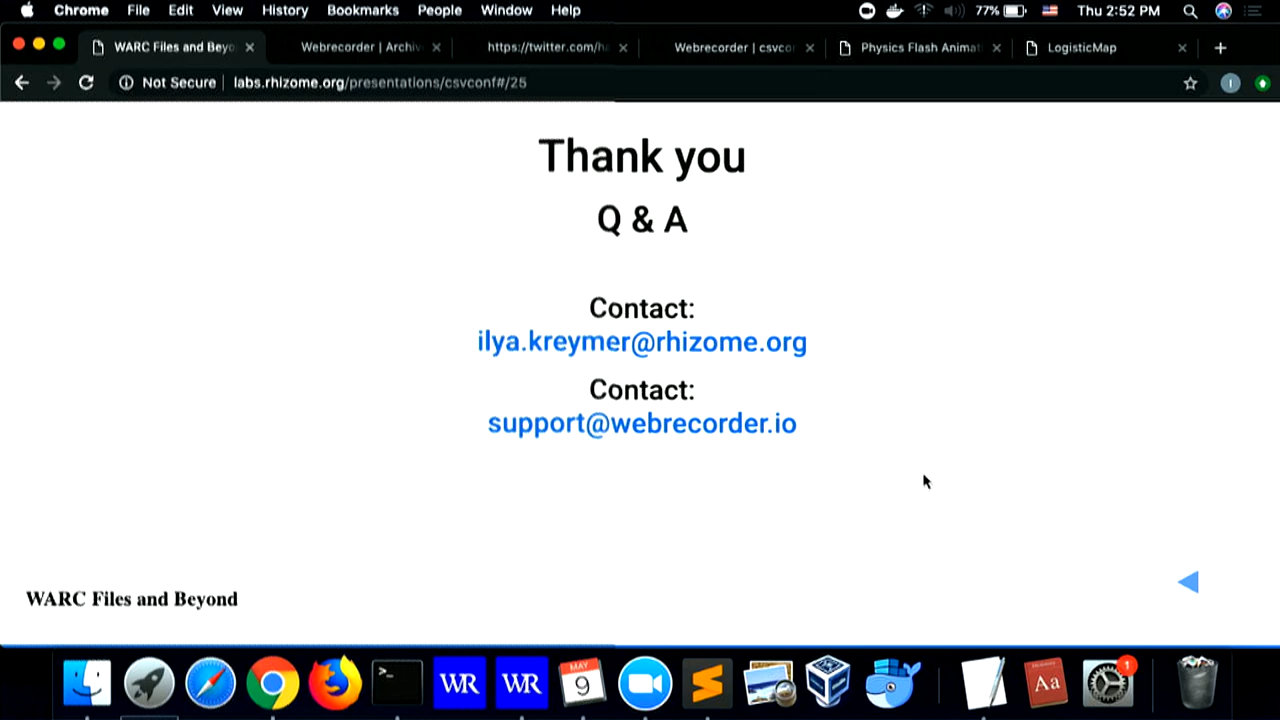 Chrome File Edit View History Bookmarks People Window Help 77% Thu 2:52 PM
WARC Files and Beyo Webrecorder | Archiv https://twitter.com/ha Webrecorder | csvco Physics Flash Animat LogisticMap
Not Secure labs.rhizome.org/presentations/csvconf#/25
Thank you
Q & A
Contact:
ilya.kreymer@rhizome.org
Contact:
support@webrecorder.io
WARC Files and Beyond
WR WR MAY 9 Aa 1